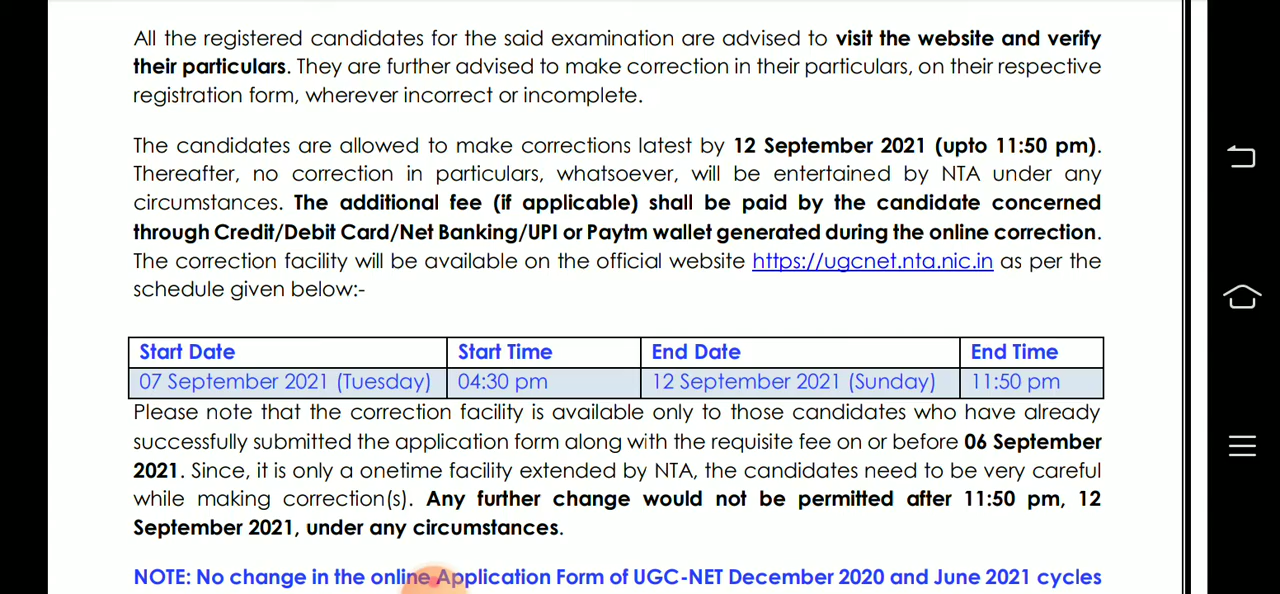 All the registered candidates for the said examination are advised to visit the website and verify
their particulars. They are further advised to make correction in their particulars, on their respective
registration form, wherever incorrect or incomplete.
The candidates are allowed to make corrections latest by 12 September 2021 (upto 11:50 pm).
Thereafter, no correction in particulars, whatsoever, will be entertained by NTA under any
circumstances. The additional fee (if applicable) shall be paid by the candidate concerned
through Credit/Debit Card/Net Banking/UPI or Paytm wallet generated during the online correction.
The correction facility will be available on the official website https://ugcnet.nta.nic.in as per the
schedule given below:-
Start Date Start Time End Date End Time
07 September 2021 (Tuesday) 04:30 pm 12 September 2021 (Sunday) 11:50 pm
Please note that the correction facility is available only to those candidates who have already
successfully submitted the application form along with the requisite fee on or before 06 September
2021. Since, it is only a onetime facility extended by NTA, the candidates need to be very careful
while making correction(s). Any further change would not be permitted after 11:50 pm, 12
September 2021, under any circumstances.
NOTE: No change in the online Application Form of UGC-NET December 2020 and June 2021 cycles